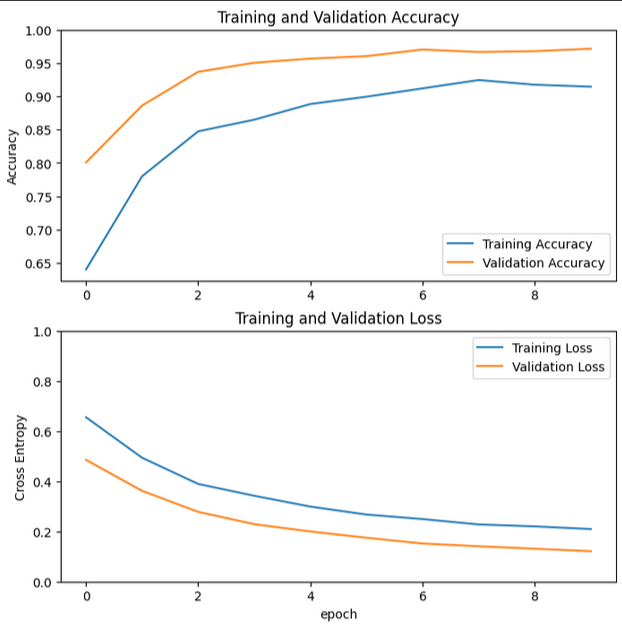 Training and Validation Accuracy
1.00
0.95
0.90
0.85
0.80
0.75
0.70
0.65
Accuracy
Training Accuracy
Validation Accuracy
0 2 4 6 8
Training and Validation Loss
1.0
0.8
0.6
0.4
0.2
0.0
Cross Entropy
Training Loss
Validation Loss
0 2 4 6 8
epoch